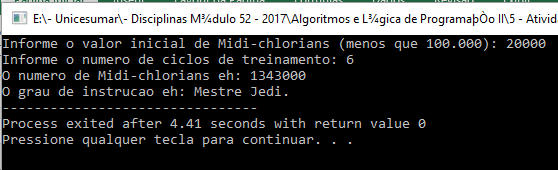 E:\- Unicesumar\- Disciplinas M¾dulo 52 - 2017\Algoritmos e L¾gica de ProgramaþÒo II\5 - Ativid
Informe o valor inicial de Midi-chlorians (menos que 100.000): 20000
Informe o numero de ciclos de treinamento: 6
O numero de Midi-chlorians eh: 1343000
O grau de instrucao eh: Mestre Jedi.
--------------------------------
Process exited after 4.41 seconds with return value 0
Pressione qualquer tecla para continuar. . .